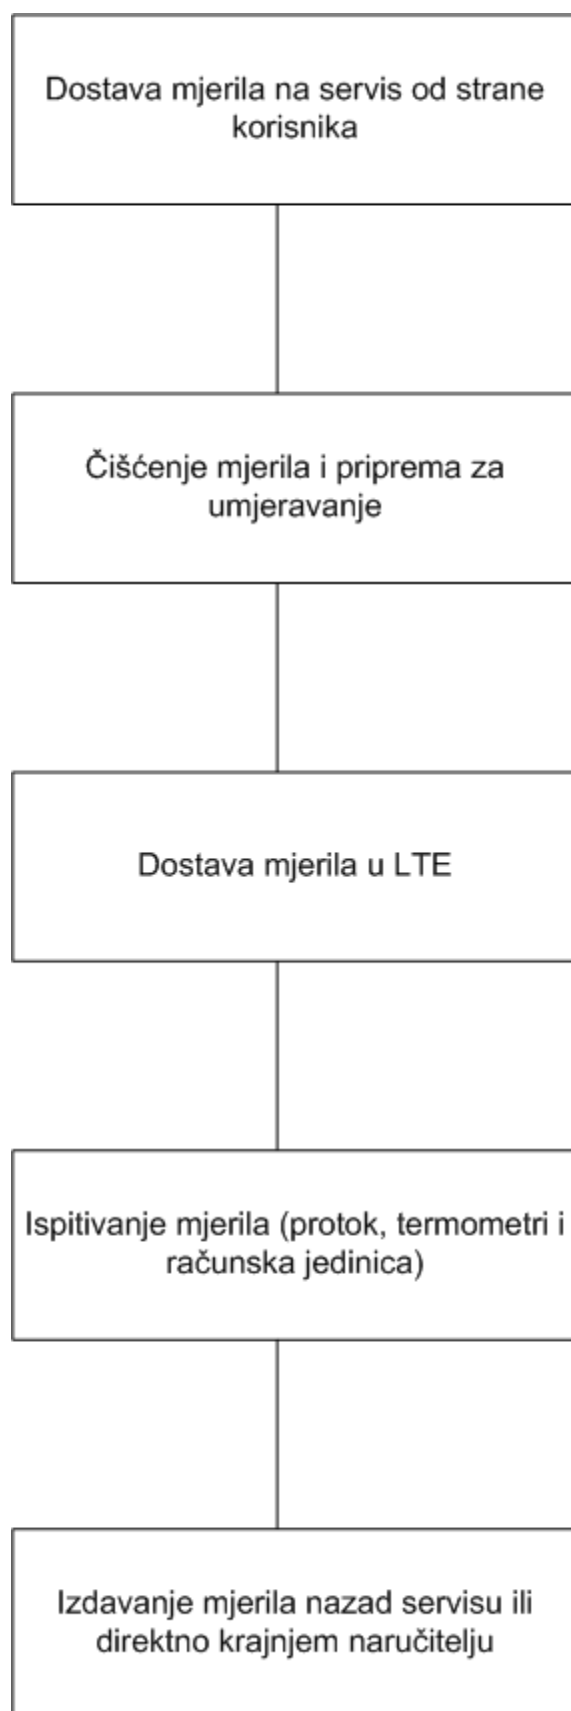 Dostava mjerila na servis od strane
korisnika
Čišćenje mjerila i priprema za
umjeravanje
Dostava mjerila u LTE
Ispitivanje mjerila (protok, termometri i
računska jedinica)
Izdavanje mjerila nazad servisu ili
direktno krajnjem naručitelju